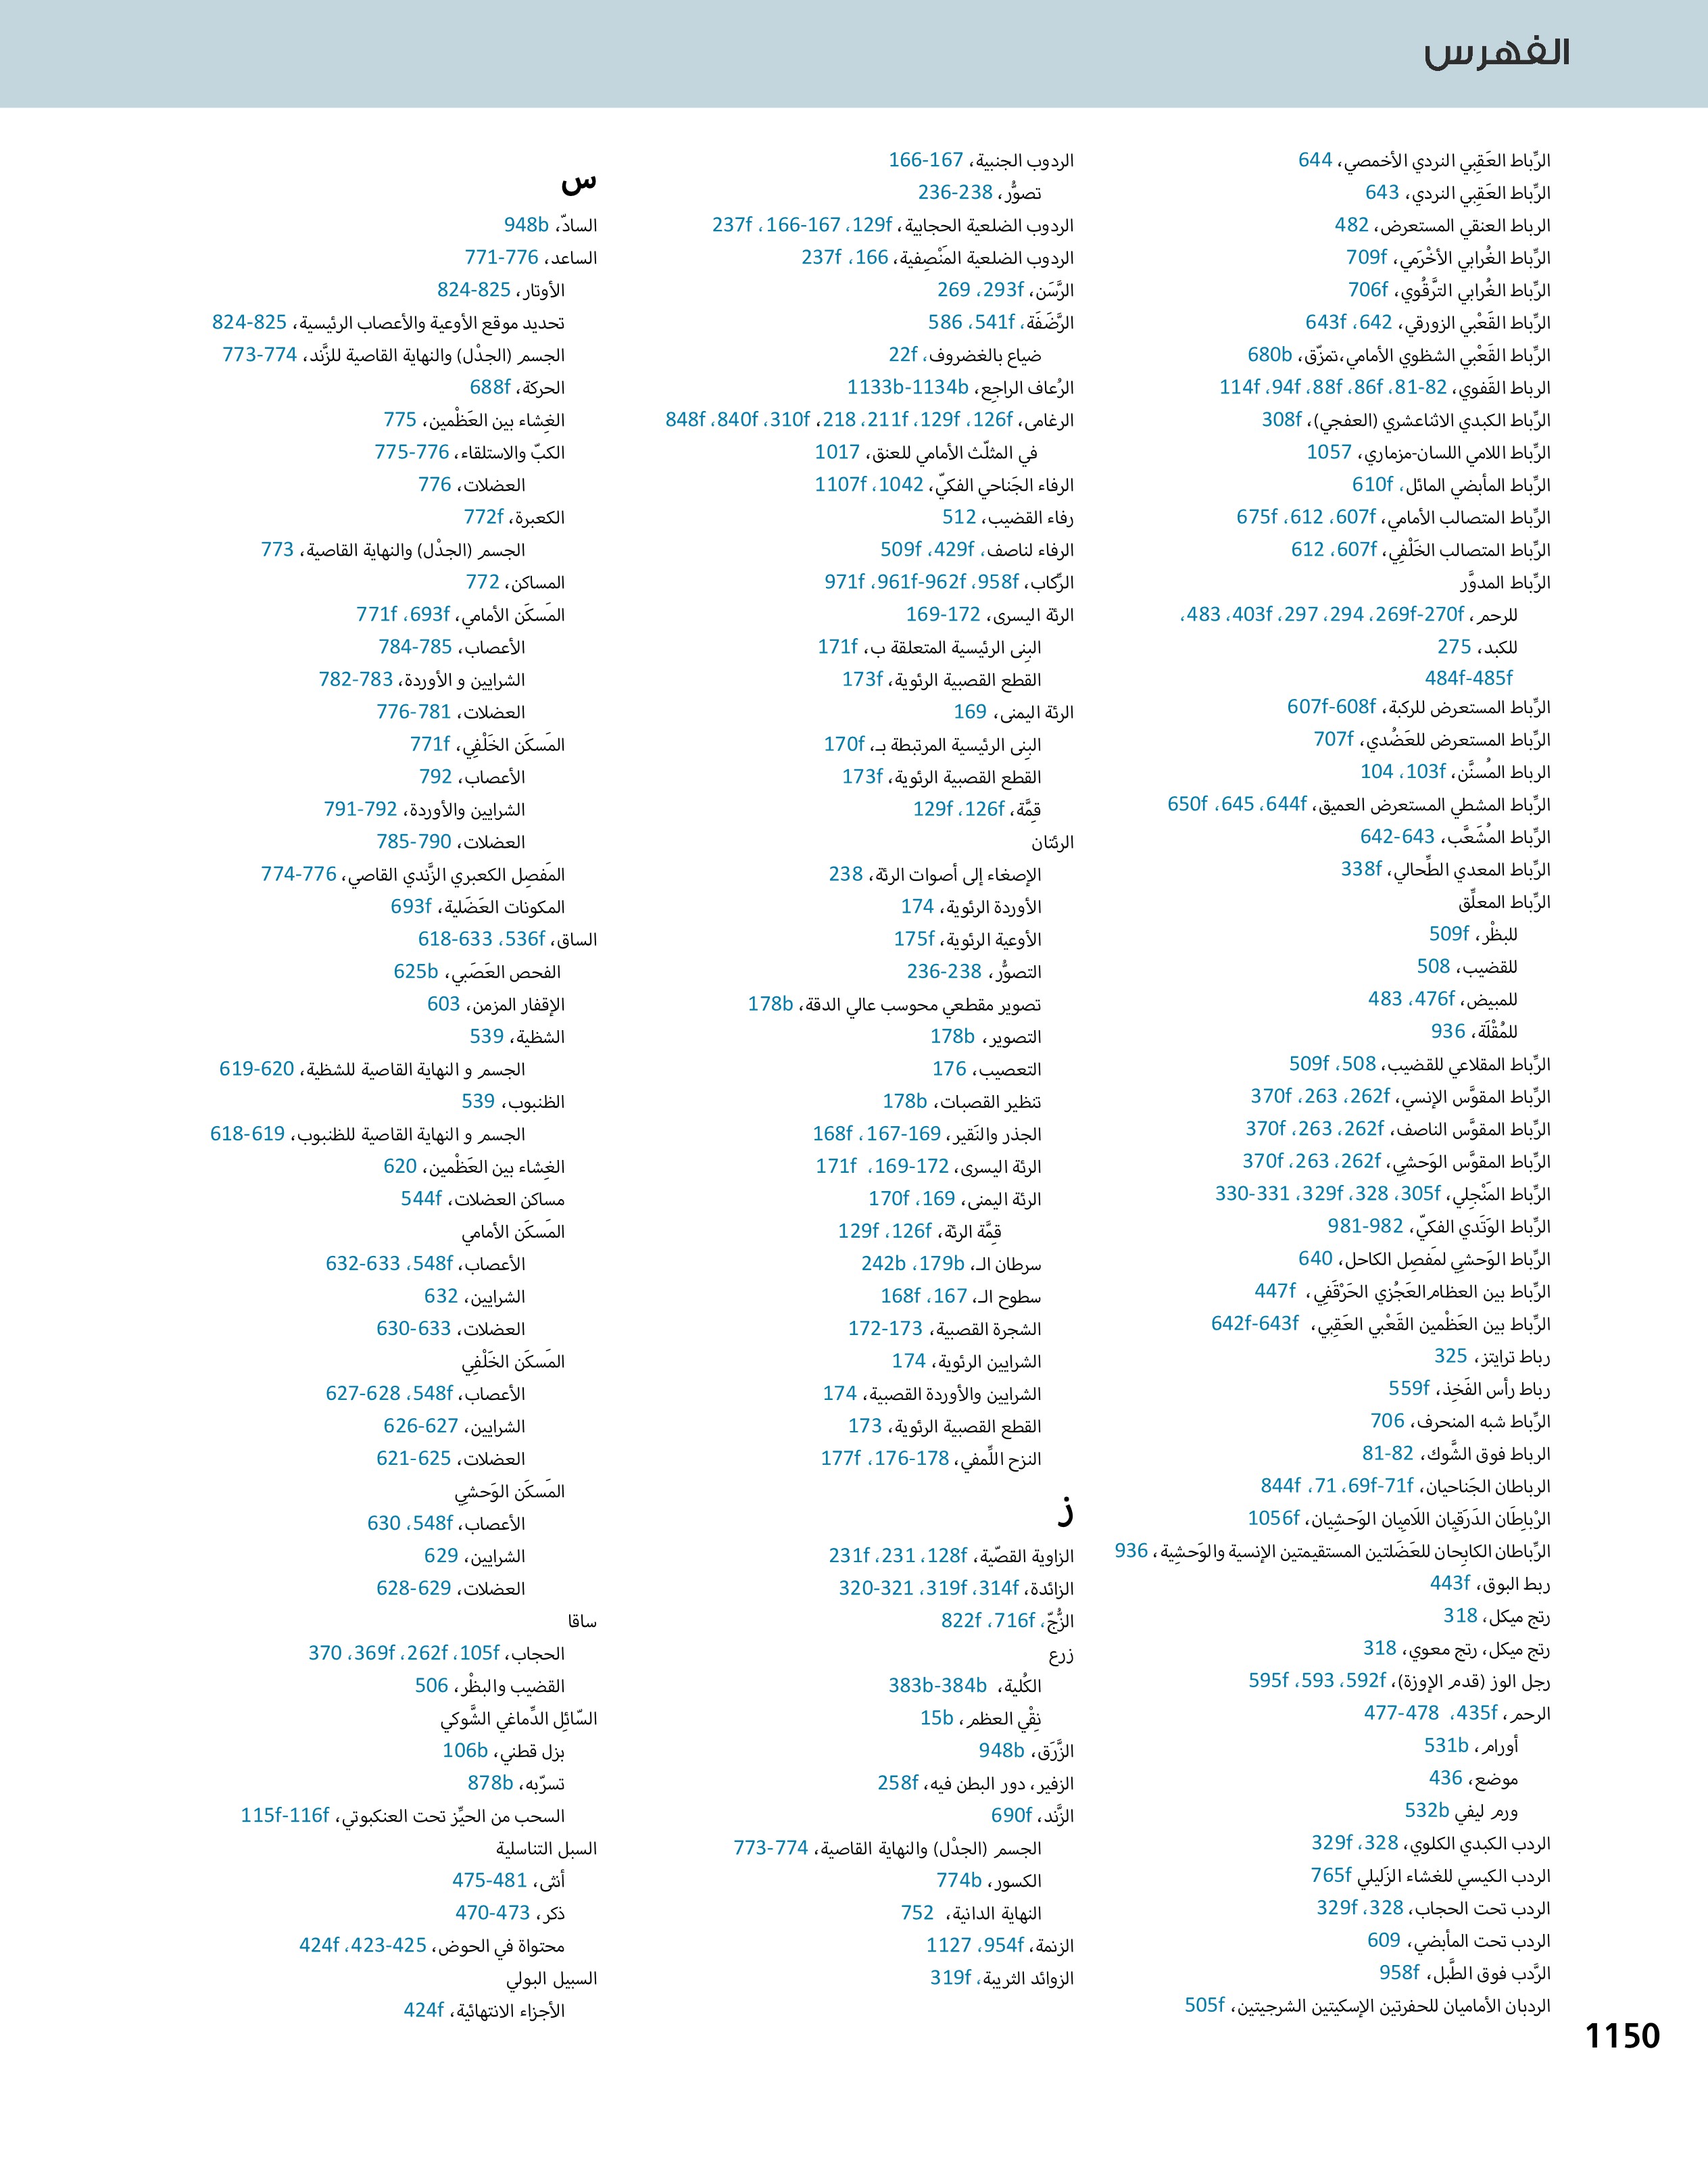 الفهرس
الرِّباط العَقِبِي النردي الأخمصي، 644
الرِّباط العَقِبِي النردي، 643
الرباط العنقي المستعرض، 482
الرِّباط الغُرابي الأخْرَمي، 709f
الرِّباط الغُرابي التَّرقُوي، 706f
الرِّباط القَعْبي الزورقي، 642، 643f
الرِّباط القَعْبي الشظوي الأمامي،تمزّق، 680b
الرباط القَفوي، 82-81، 86f، 88f، 94f، 114f
الرِّباط الكبدي الاثناعشري (العفجي)، 308f
الرِّباط اللامي اللسان-مزماري، 1057
الرِّباط المأبضي المائل، 610f
الرِّباط المتصالب الأمامي، 607f، 612، 675f
الرِّباط المتصالب الخَلْفِي، 607f، 612
الرِّباط المدوَّر
للرحم، 269f-270f، 294، 297، 403f، 483،
للكبد، 275
484f-485f
الرِّباط المستعرض للركبة، 607f-608f
الرِّباط المستعرض للعَضُدي، 707f
الرباط المُسنَّن، 103f، 104
الرِّباط المشطي المستعرض العميق، 644f، 645، 650f
الرِّباط المُشَعَّب، 643-642
الرِّباط المعدي الطِّحالي، 338f
الرِّباط المعلِّق
للبظْر، 509f
للقضيب، 508
للمبيض، 476f، 483
للمُقْلَة، 936
الرِّباط المقلاعي للقضيب، 508، 509f
الرِّباط المقوَّس الإنسي، 262f، 263، 370f
الرِّباط المقوَّس الناصف، 262f، 263، 370f
الرِّباط المقوَّس الوَحشي، 262f، 263، 370f
الرِّباط المَنْجِلي، 305f، 328، 329f، 331-330
الرِّباط الوَتَدي الفكيّ، 982-981
الرِّباط الوَحشي لمَفصِل الكاحل، 640
الرِّباط بين العظامالعَجُزي الحَرْقَفِي، 447f
الرِّباط بين العَظْمين القَعْبي العَقِبي، 642f-643f
رباط ترايتز، 325
رباط رأس الفَخِذ، 559f
الرِّباط شبه المنحرف، 706
الرباط فوق الشَّوك، 82-81
الرباطان الجَناحيان، 69f-71f، 71، 844f
الرْباِطَان الدَرَقِيان اللَامِيان الوَحشِيان، 1056f
الرِّباطان الكابِحان للعَضَلتين المستقيمتين الإنسية والوَحشِية، 936
ربط البوق، 443f
رتج ميكل، 318
رتج ميكل، رتج معوي، 318
رجل الوز (قدم الإوزة)، 592f، 593، 595f
الرحم، 435f، 478-477
أورام، 531b
موضع، 436
ورم ليفي 532b
الردب الكبدي الكلوي، 328، 329f
الردب الكيسي للغشاء الزَليلي 765f
الردب تحت الحجاب، 328، 329f
الردب تحت المأبضي، 609
الرَّدب فوق الطَّبل، 958f
الردبان الأماميان للحفرتين الإسكيتين الشرجيتين، 505f
الردوب الجنبية، 167-166
تصوُّر، 238-236
الردوب الضلعية الحجابية، 129f، 167-166، 237f
الردوب الضلعية المَنْصِفية، 166، 237f
الرَّسَن، 293f، 269
الرَّضَفَة، 541f، 586
ضياع بالغضروف، 22f
الرُعاف الراجِع، 1133b-1134b
الرغامى، 126f، 129f، 211f، 218، 310f، 840f، 848f
في المثلّث الأمامي للعنق، 1017
الرفاء الجَناحي الفكيّ، 1042، 1107f
رفاء القضيب، 512
الرفاء لناصف، 429f، 509f
الرِّكاب، 958f، 961f-962f، 971f
الرئة اليسرى، 172-169
البِنى الرئيسية المتعلقة ب، 171f
القطع القصبية الرئوية، 173f
الرئة اليمنى، 169
البِنى الرئيسية المرتبطة بـ، 170f
القطع القصبية الرئوية، 173f
قِمَّة، 126f، 129f
الرئتان
الإصغاء إلى أصوات الرئة، 238
الأوردة الرئوية، 174
الأوعية الرئوية، 175f
التصوُّر، 238-236
تصوير مقطعي محوسب عالي الدقة، 178b
التصوير، 178b
التعصيب، 176
تنظير القصبات، 178b
الجذر والنَقير، 169-167، 168f
الرئة اليسرى، 172-169، 171f
الرئة اليمنى، 169، 170f
قِمَّة الرئة، 126f، 129f
سرطان الـ، 179b، 242b
سطوح الـ، 167، 168f
الشجرة القصبية، 173-172
الشرايين الرئوية، 174
الشرايين والأوردة القصبية، 174
القطع القصبية الرئوية، 173
النزح اللِّمفي، 178-176، 177f
ز
الزاوية القصّية، 128f، 231، 231f
الزائدة، 314f، 319f، 321-320
الزُّجّ، 716f، 822f
زرع
الكُلية، 383b-384b
نِقْي العظم، 15b
الزَّرَق، 948b
الزفير، دور البطن فيه، 258f
الزَّند، 690f
الجسم (الجدْل) والنهاية القاصية، 774-773
الكسور، 774b
النهاية الدانية، 752
الزنمة، 954f، 1127
الزوائد الثربية، 319f
س
السادّ، 948b
الساعد، 776-771
الأوتار، 825-824
تحديد موقع الأوعية والأعصاب الرئيسية، 825-824
الجسم (الجدْل) والنهاية القاصية للزَّند، 774-773
الحركة، 688f
الغِشاء بين العَظْمين، 775
الكبّ والاستلقاء، 776-775
العضلات، 776
الكعبرة، 772f
الجسم (الجدْل) والنهاية القاصية، 773
المساكن، 772
المَسكَن الأمامي، 693f، 771f
الأعصاب، 785-784
الشرايين و الأوردة، 783-782
العضلات، 781-776
المَسكَن الخَلْفِي، 771f
الأعصاب، 792
الشرايين والأوردة، 792-791
العضلات، 790-785
المَفصِل الكعبري الزَّندي القاصي، 776-774
المكونات العَضَلية، 693f
الساق، 536f، 633-618
الفحص العَصَبي، 625b
الإقفار المزمن، 603
الشظية، 539
الجسم و النهاية القاصية للشظية، 620-619
الظنبوب، 539
الجسم و النهاية القاصية للظنبوب، 619-618
الغِشاء بين العَظْمين، 620
مساكن العضلات، 544f
المَسكَن الأمامي
الأعصاب، 548f، 633-632
الشرايين، 632
العضلات، 633-630
المَسكَن الخَلْفِي
الأعصاب، 548f، 628-627
الشرايين، 627-626
العضلات، 625-621
المَسكَن الوَحشي
الأعصاب، 548f، 630
الشرايين، 629
العضلات، 629-628
ساقا
الحجاب، 105f، 262f، 369f، 370
القضيب والبظْر، 506
السّائِل الدِّماغي الشَّوكي
بزل قطني، 106b
تسرّبه، 878b
السحب من الحيِّز تحت العنكبوتي، 115f-116f
السبل التناسلية
أنثى، 481-475
ذكر، 473-470
محتواة في الحوض، 425-423، 424f
السبيل البولي
الأجزاء الانتهائية، 424f
1150